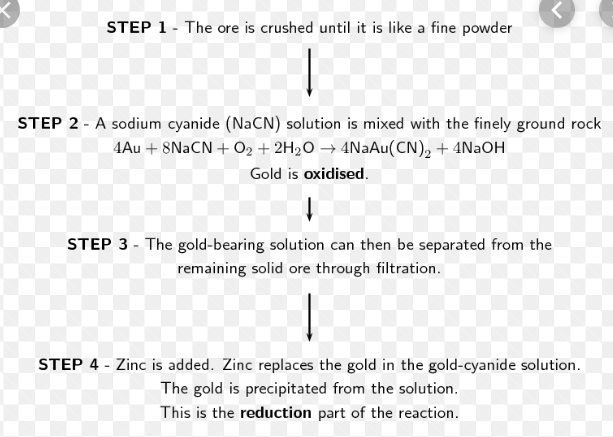 STEP 1 - The ore is crushed until it is like a fine powder
STEP 2 - A sodium cyanide (NaCN) solution is mixed with the finely ground rock
4Au + 8NaCN + O₂ + 2H₂O → 4NaAu(CN)₂ + 4NaOH
Gold is oxidised.
STEP 3 - The gold-bearing solution can then be separated from the
remaining solid ore through filtration.
STEP 4 - Zinc is added. Zinc replaces the gold in the gold-cyanide solution.
The gold is precipitated from the solution.
This is the reduction part of the reaction.